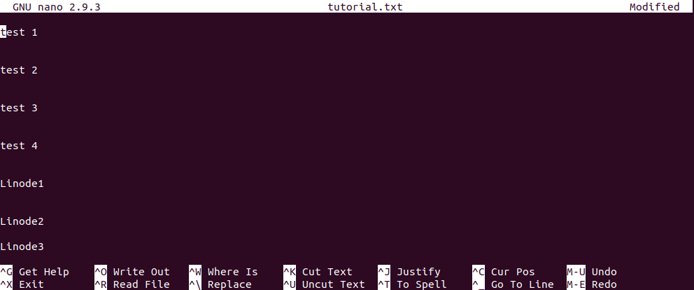 GNU nano 2.9.3 tutorial.txt Modified
test 1
test 2
test 3
test 4
Linode1
Linode2
Linode3
^G Get Help ^O Write Out ^W Where Is ^K Cut Text ^J Justify ^C Cur Pos M-U Undo
^X Exit ^R Read File ^\ Replace ^U Uncut Text ^T To Spell ^_ Go To Line M-E Redo